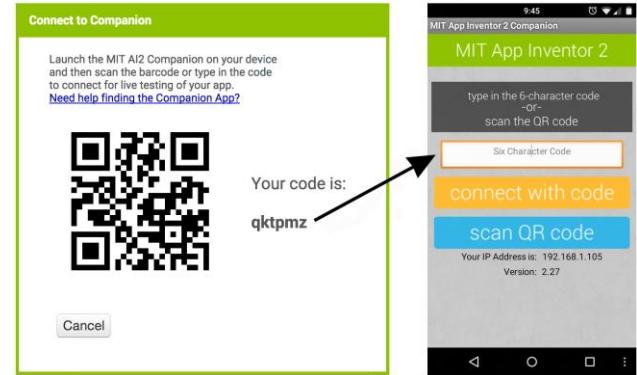 Connect to Companion
Launch the MIT AI2 Companion on your device
and then scan the barcode or type in the code
to connect for live testing of your app.
Need help finding the Companion App?
Your code is:
qktpmz
Cancel
9:45
MIT App Inventor 2 Companion
MIT App Inventor 2
type in the 6-character code
-or-
scan the QR code
Six Character Code
connect with code
scan QR code
Your IP Address is: 192.168.1.105
Version: 2.27